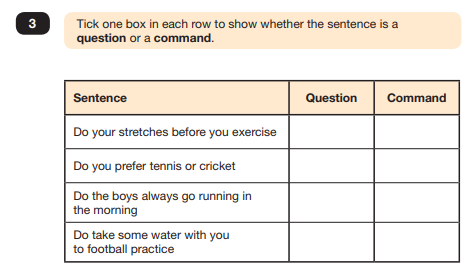 3
Tick one box in each row to show whether the sentence is a
question or a command.
Sentence Question Command
Do your stretches before you exercise
Do you prefer tennis or cricket
Do the boys always go running in
the morning
Do take some water with you
to football practice